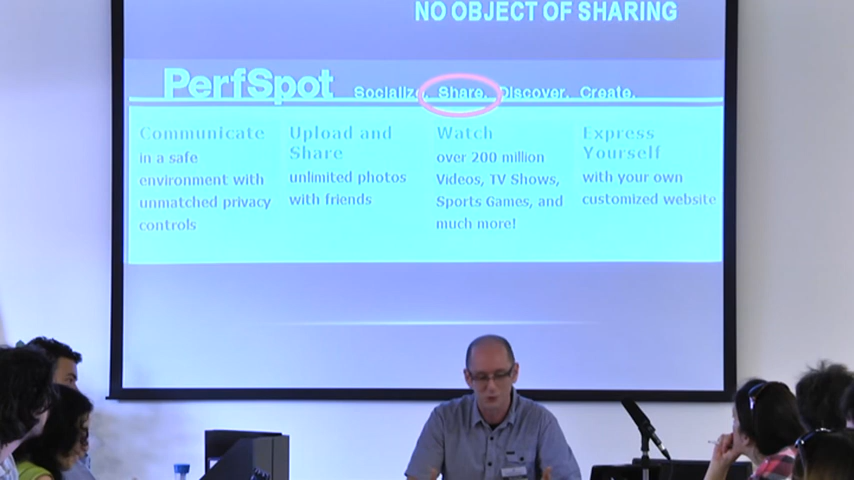 NO OBJECT OF SHARING
PerfSpot Socialize. Share. Discover. Create.
Communicate
in a safe
environment with
unmatched privacy
controls
Upload and
Share
unlimited photos
with friends
Watch
over 200 million
Videos, TV Shows,
Sports Games, and
much more!
Express
Yourself
with your own
customized website